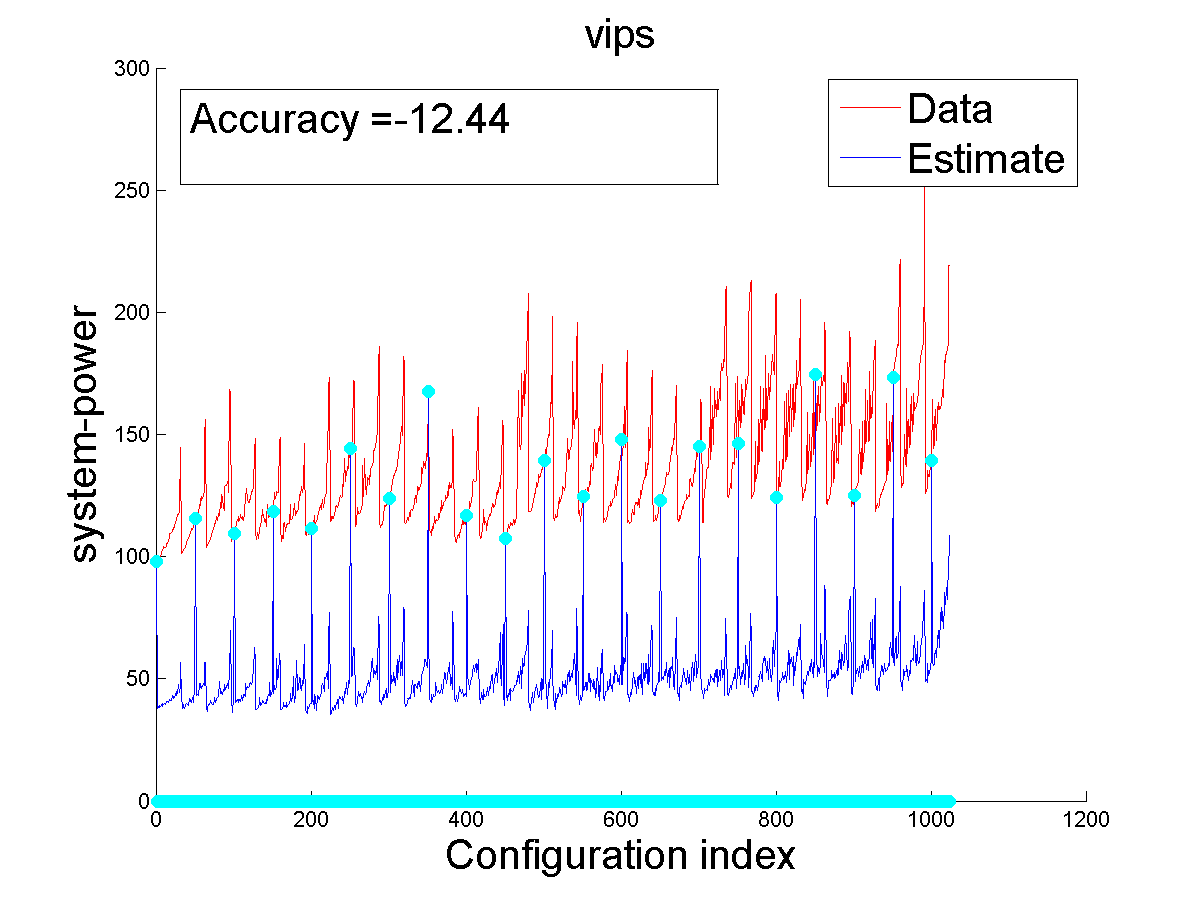 vips
Accuracy =-12.44
Data
Estimate
system-power
300
250
200
150
100
50
0
0 200 400 600 800 1000 1200
Configuration index